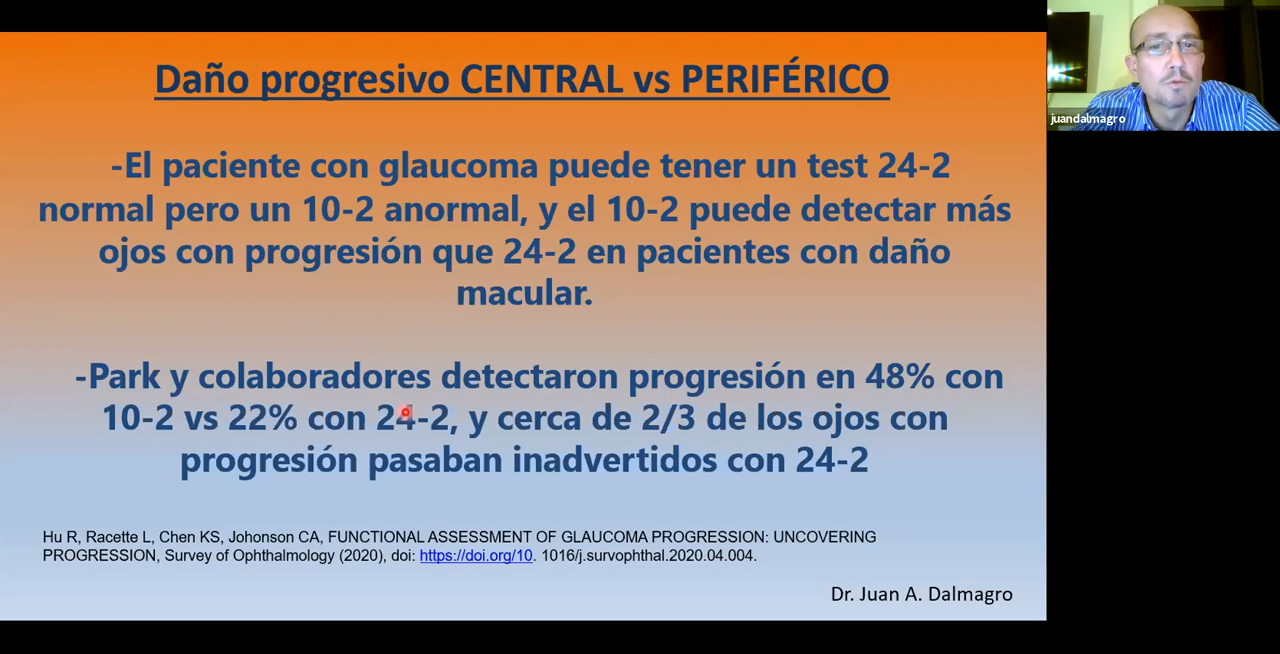 Daño progresivo CENTRAL vs PERIFÉRICO
juandalmagro
-El paciente con glaucoma puede tener un test 24-2
normal pero un 10-2 anormal, y el 10-2 puede detectar más
ojos con progresión que 24-2 en pacientes con daño
macular.
-Park y colaboradores detectaron progresión en 48% con
10-2 vs 22% con 24-2, y cerca de 2/3 de los ojos con
progresión pasaban inadvertidos con 24-2
Hu R, Racette L, Chen KS, Johonson CA, FUNCTIONAL ASSESSMENT OF GLAUCOMA PROGRESSION: UNCOVERING
PROGRESSION, Survey of Ophthalmology (2020), doi: https://doi.org/10. 1016/j.survophthal.2020.04.004.
Dr. Juan A. Dalmagro